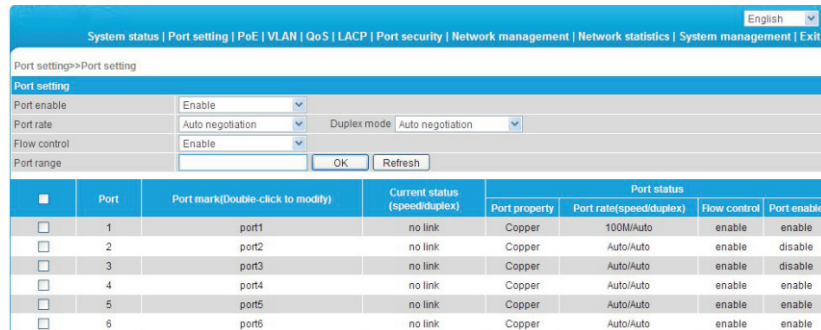 English
System status | Port setting | PoE | VLAN | QoS | LACP | Port security | Network management | Network statistics | System management | Exit
Port setting>>Port setting
Port setting
Port enable Enable
Port rate Auto negotiation Duplex mode Auto negotiation
Flow control Enable
Port range OK Refresh
Port Port mark(Double-click to modify) Current status (speed/duplex) Port status
Port property Port rate(speed/duplex) Flow control Port enable
1 port1 no link Copper 100M/Auto enable enable
2 port2 no link Copper Auto/Auto enable disable
3 port3 no link Copper Auto/Auto enable disable
4 port4 no link Copper Auto/Auto enable enable
5 port5 no link Copper Auto/Auto enable enable
6 port6 no link Copper Auto/Auto enable enable